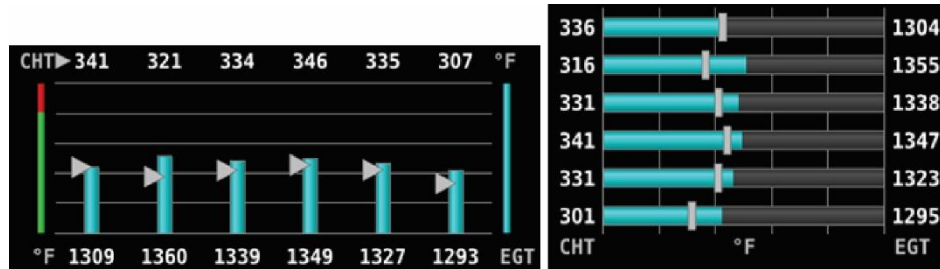 CHT 341 321 334 346 335 307 °F
°F 1309 1360 1339 1349 1327 1293 EGT
336 1304
316 1355
331 1338
341 1347
331 1323
301 1295
CHT °F EGT